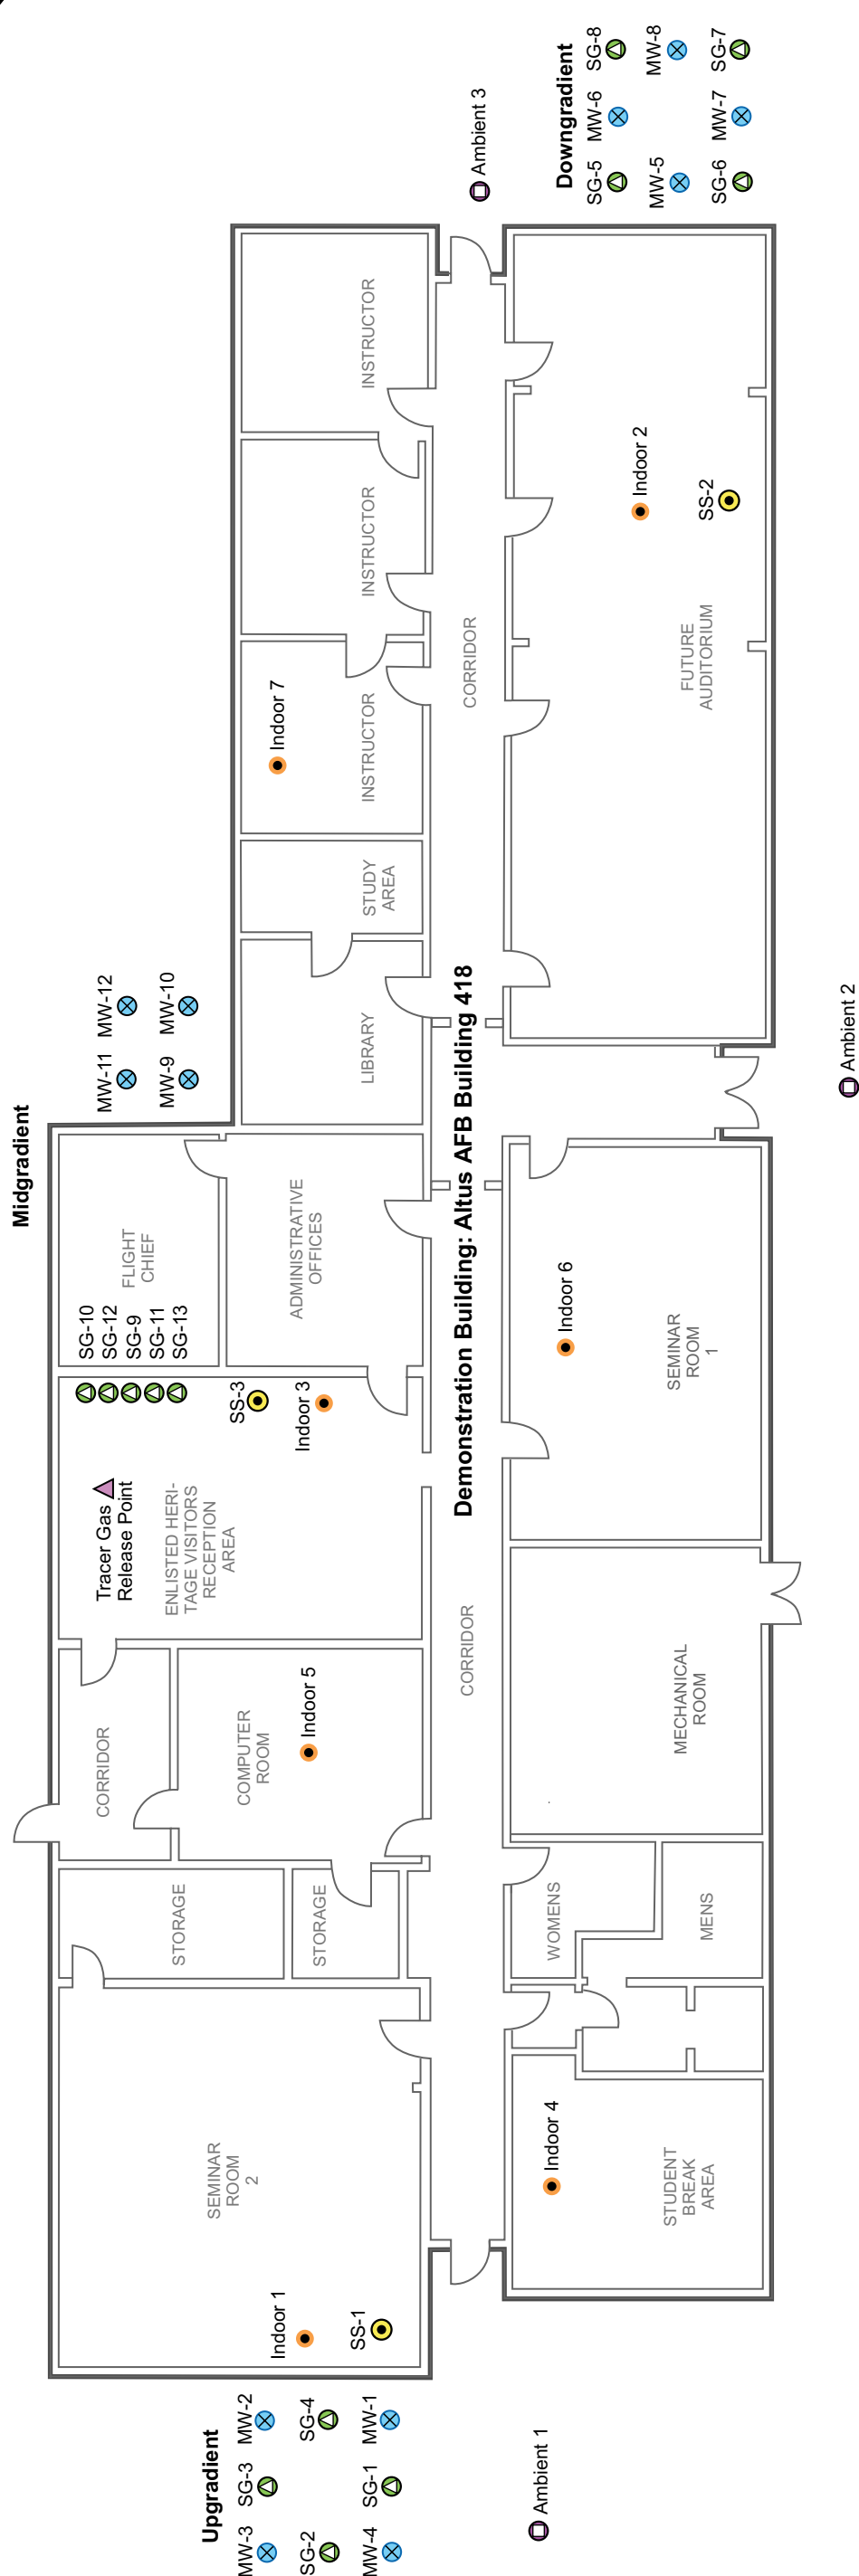 Midgradient
MW-11
MW-12
MW-9
MW-10
Upgradient
MW-3
SG-3
MW-2
SG-2
SG-4
MW-4
SG-1
MW-1
Ambient 1
SEMINAR
ROOM
2
Indoor 1
SS-1
STORAGE
STORAGE
CORRIDOR
COMPUTER
ROOM
Indoor 5
Tracer Gas
Release Point
ENLISTED HERI-
TAGE VISITORS
RECEPTION
AREA
SS-3
Indoor 3
SG-10
SG-12
SG-9
SG-11
SG-13
FLIGHT
CHIEF
ADMINISTRATIVE
OFFICES
LIBRARY
STUDY
AREA
Indoor 7
INSTRUCTOR
INSTRUCTOR
INSTRUCTOR
CORRIDOR
Demonstration Building: Altus AFB Building 418
CORRIDOR
Indoor 4
STUDENT
BREAK
AREA
WOMENS
MENS
MECHANICAL
ROOM
Indoor 6
SEMINAR
ROOM
1
FUTURE
AUDITORIUM
Indoor 2
SS-2
Ambient 2
Ambient 3
Downgradient
SG-5
MW-6
SG-8
MW-5
MW-8
SG-6
MW-7
SG-7